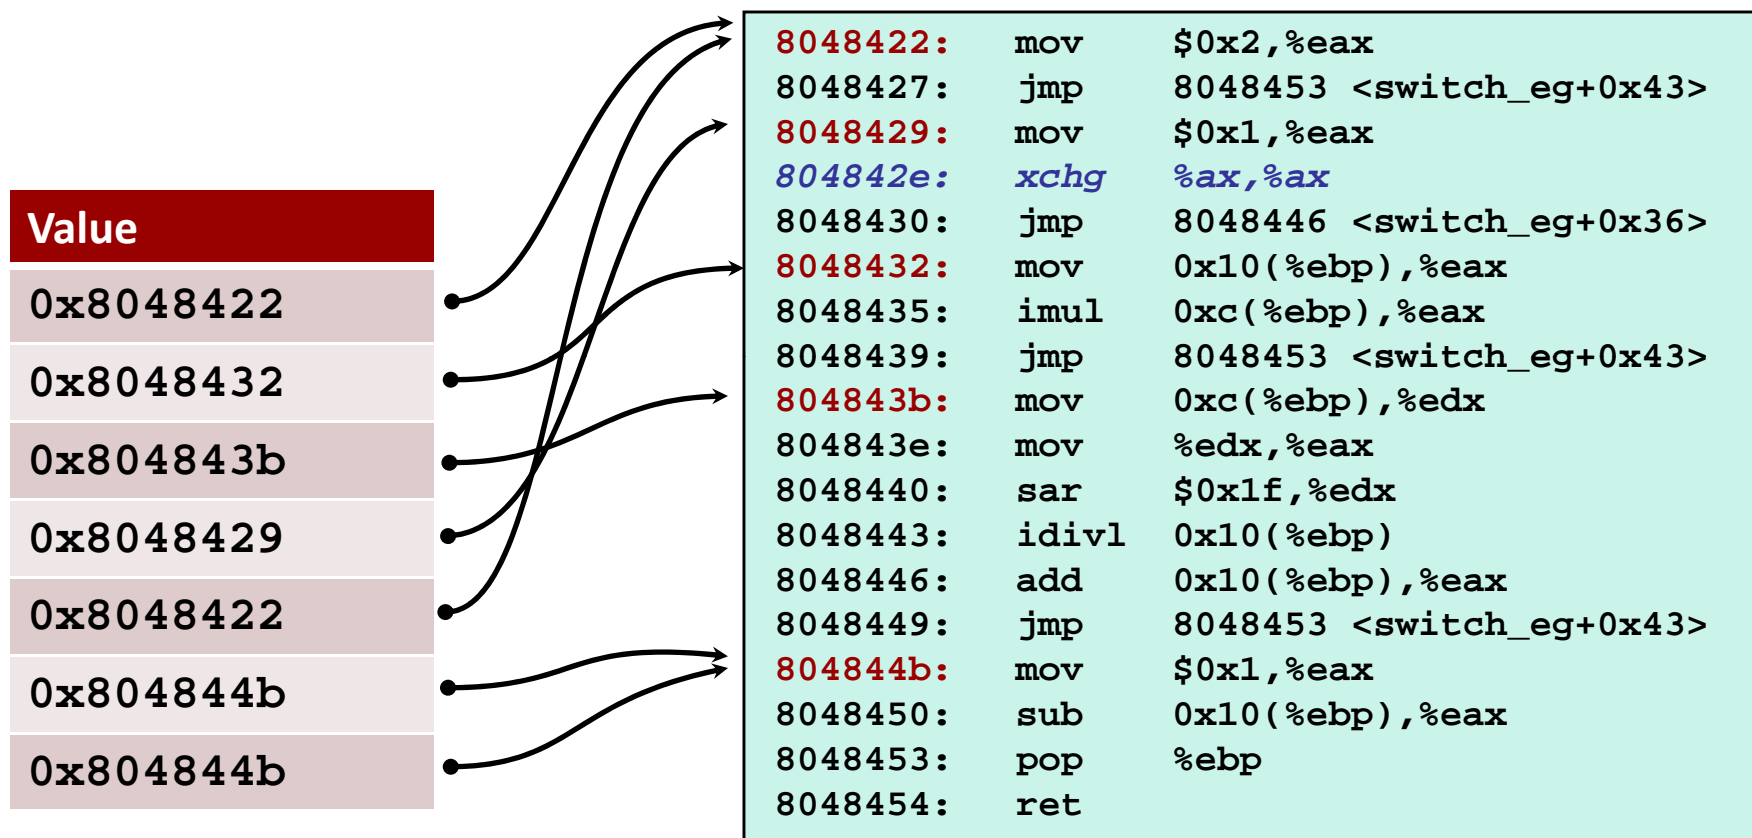 Value
0x8048422
0x8048432
0x804843b
0x8048429
0x8048422
0x804844b
0x804844b
8048422: mov $0x2,%eax
8048427: jmp 8048453 <switch_eg+0x43>
8048429: mov $0x1,%eax
804842e: xchg %ax,%ax
8048430: jmp 8048446 <switch_eg+0x36>
8048432: mov 0x10(%ebp),%eax
8048435: imul 0xc(%ebp),%eax
8048439: jmp 8048453 <switch_eg+0x43>
804843b: mov 0xc(%ebp),%edx
804843e: mov %edx,%eax
8048440: sar $0x1f,%edx
8048443: idivl 0x10(%ebp)
8048446: add 0x10(%ebp),%eax
8048449: jmp 8048453 <switch_eg+0x43>
804844b: mov $0x1,%eax
8048450: sub 0x10(%ebp),%eax
8048453: pop %ebp
8048454: ret